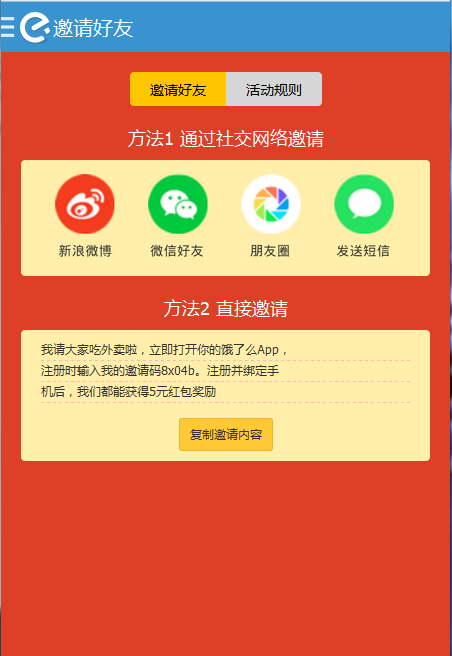 邀请好友
邀请好友 活动规则
方法1 通过社交网络邀请
新浪微博 微信好友 朋友圈 发送短信
方法2 直接邀请
我请大家吃外卖啦，立即打开你的饿了么App，
注册时输入我的邀请码8x04b。注册并绑定手
机后，我们都能获得5元红包奖励
复制邀请内容